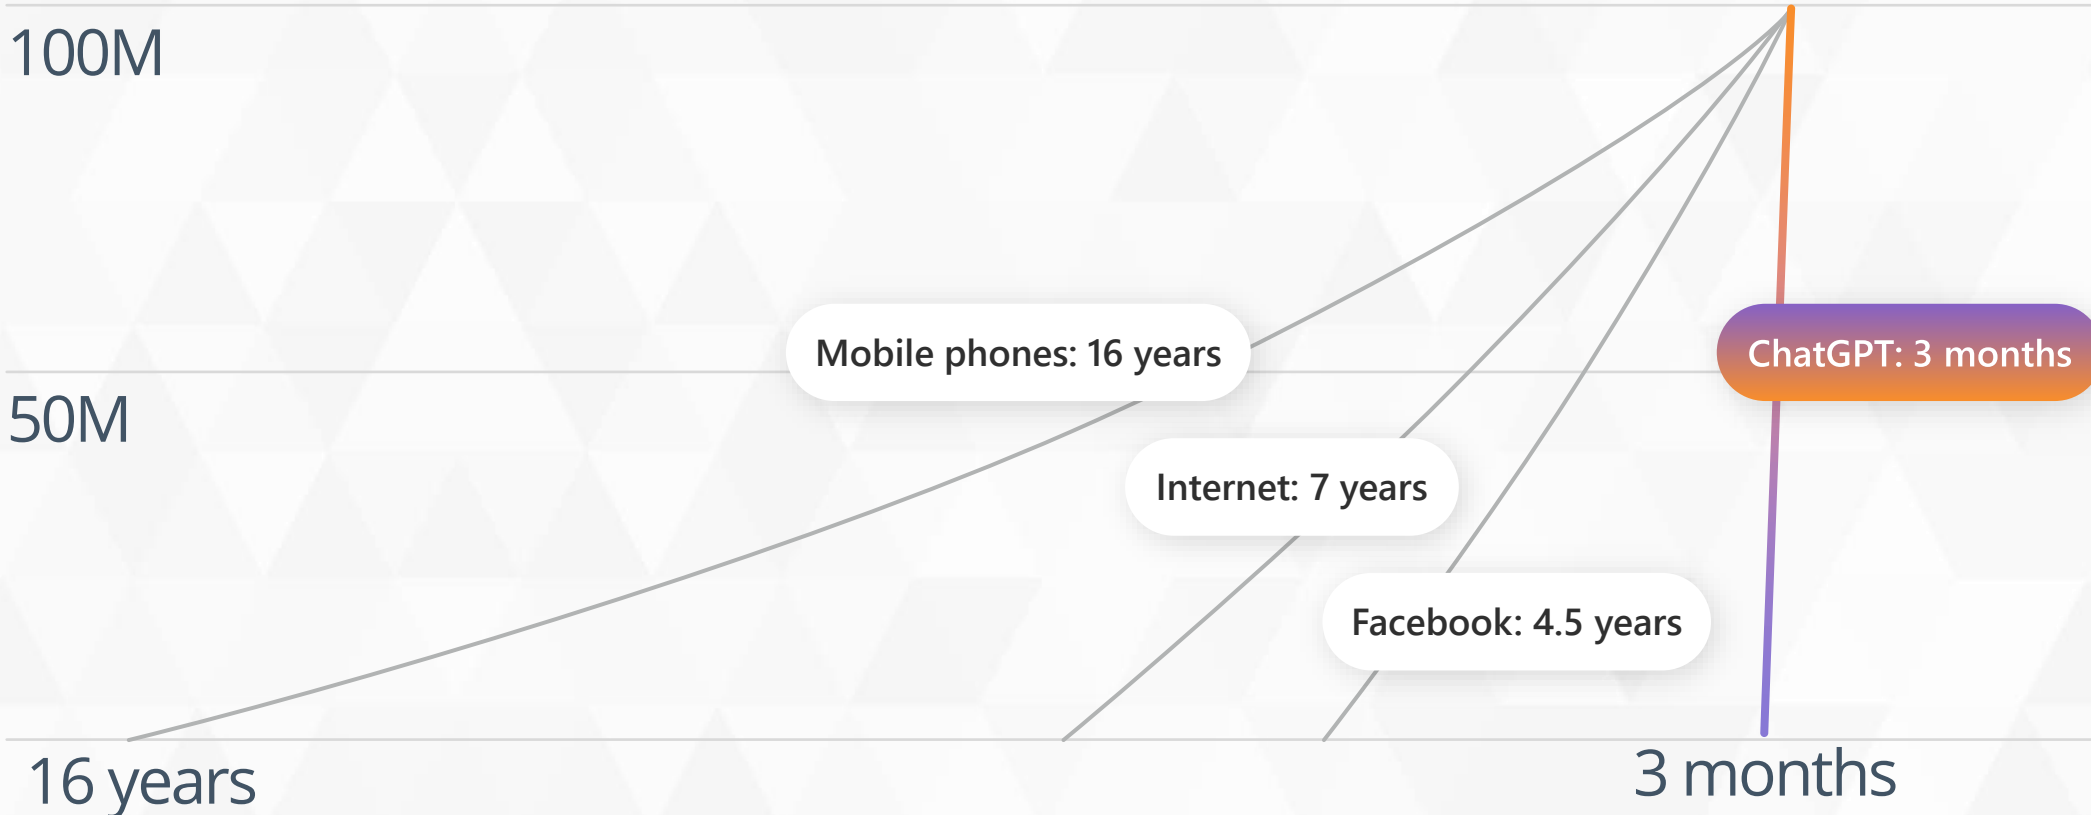 100M
Mobile phones: 16 years
ChatGPT: 3 months
50M
Internet: 7 years
Facebook: 4.5 years
16 years
3 months